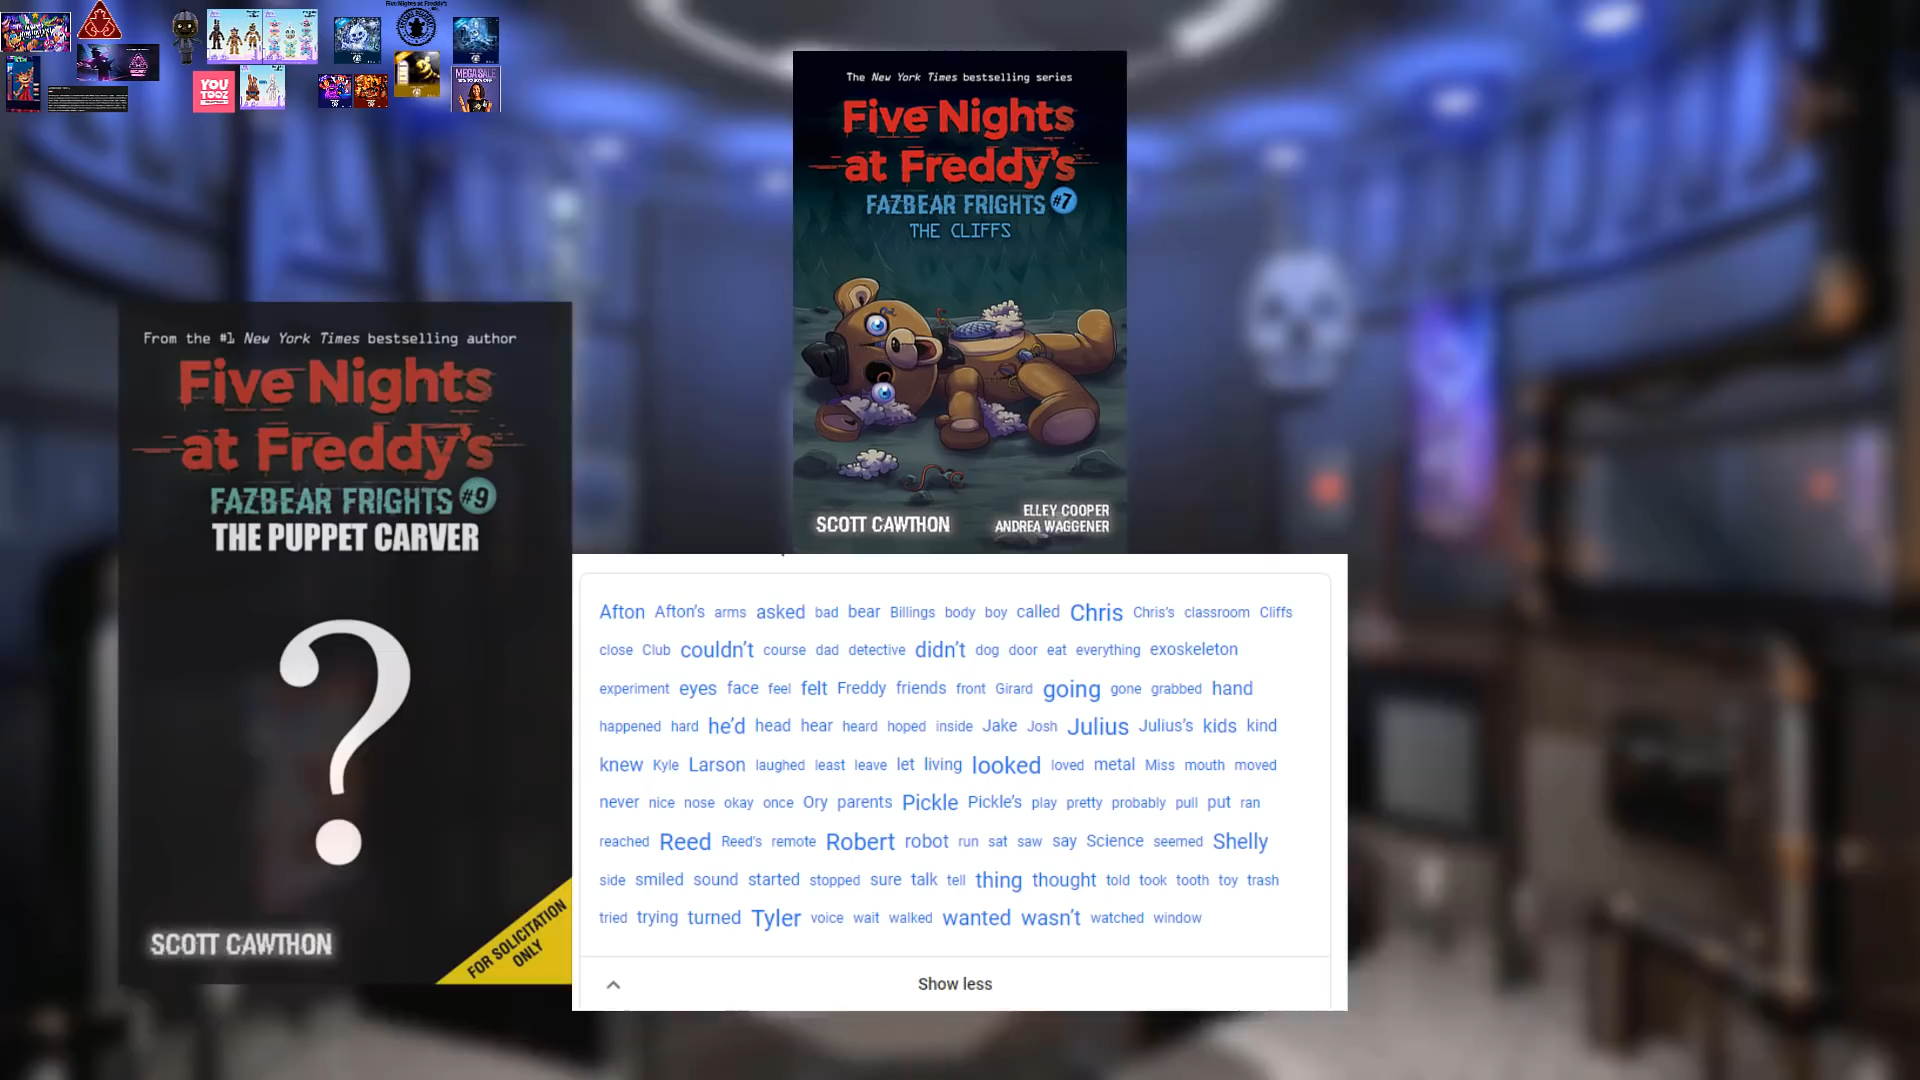 Five Nights at Freddy's
YOU
TOOZ
MEGA SALE
The New York Times bestselling series
Five Nights
at Freddy's
FAZBEAR FRIGHTS #7
THE CLIFFS
SCOTT CAWTHON
ELLEY COOPER
ANDREA WAGGENER
From the #1 New York Times bestselling author
Five Nights
at Freddy's
FAZBEAR FRIGHTS #9
THE PUPPET CARVER
?
SCOTT CAWTHON
FOR SOLICITATION
ONLY
Afton Afton's arms asked bad bear Billings body boy called Chris Chris's classroom Cliffs
close Club couldn't course dad detective didn't dog door eat everything exoskeleton
experiment eyes face feel felt Freddy friends front Girard going gone grabbed hand
happened hard he'd head hear heard hoped inside Jake Josh Julius Julius's kids kind
knew Kyle Larson laughed least leave let living looked loved metal Miss mouth moved
never nice nose okay once Ory parents Pickle Pickle's play pretty probably pull put ran
reached Reed Reed's remote Robert robot run sat saw say Science seemed Shelly
side smiled sound started stopped sure talk tell thing thought told took tooth toy trash
tried trying turned Tyler voice wait walked wanted wasn't watched window
Show less